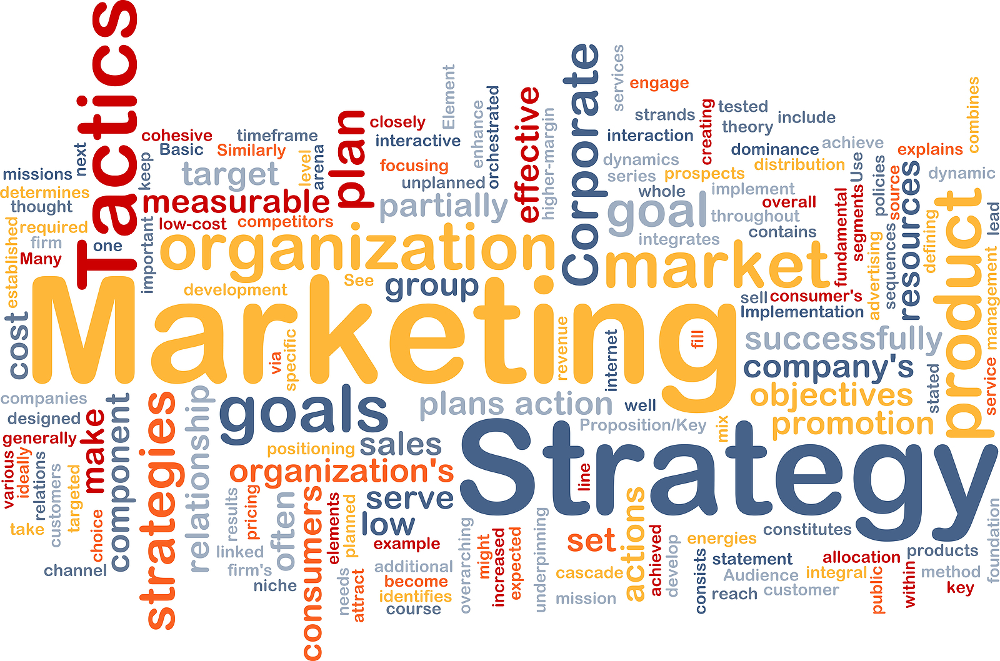 Tactics
Element
services
engage
combines
strands
creating
tested
theory
include
closely
plan
enhance
orchestrated
effective
higher-margin
Corporate
cohesive
timeframe
interactive
interaction
dominance
achieve
explains
next
Basic
Similarly
level
arena
dynamics
distribution
Use
policies
source
resources
dynamic
missions
keep
target
focusing
unplanned
series
prospects
determines
thought
measurable
partially
whole
implement
goal
overall
throughout
fundamental
segments
product
lead
established
required
low-cost
competitors
integrates
contains
defining
firm
Many
one
important
organization
market
advertising
sequences
management
development
See
group
sell
consumer's
Implementation
cost
Marketing
via
specific
revenue
internet
fill
successfully
company's
stated
service
companies
designed
generally
make
component
strategies
relationship
goals
plans action
well
objectives
Proposition/Key
mix
promotion
various
ideally
relations
customers
targeted
positioning
sales
organization's
Strategy
line
take
choice
results
pricing
often
consumers
elements
planned
serve
low
example
overarching
might
increased
expected
underpinning
set
actions
achieved
develop
energies
constitutes
foundation
channel
linked
firm's
niche
needs
attract
additional
become
identifies
course
cascade
mission
consists
statement
Audience
reach
customer
allocation
integral
public
products
within
method
key